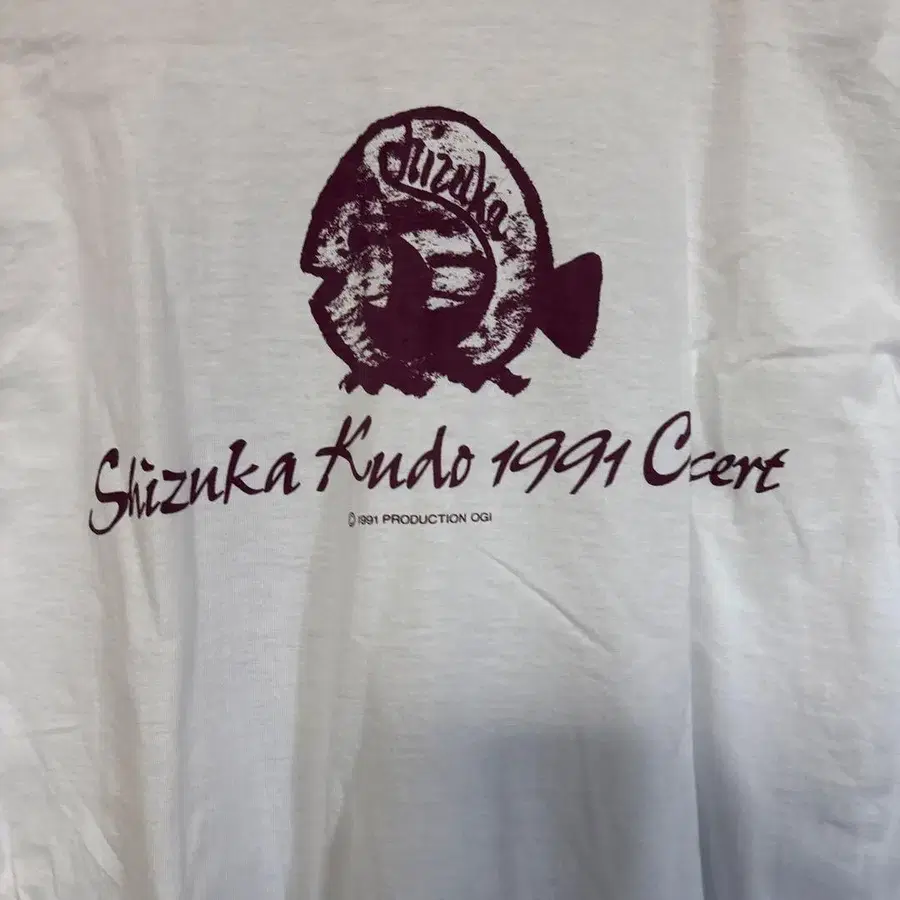 Shizuka
Shizuka Kudo 1991 Ccert
©1991 PRODUCTION OGI